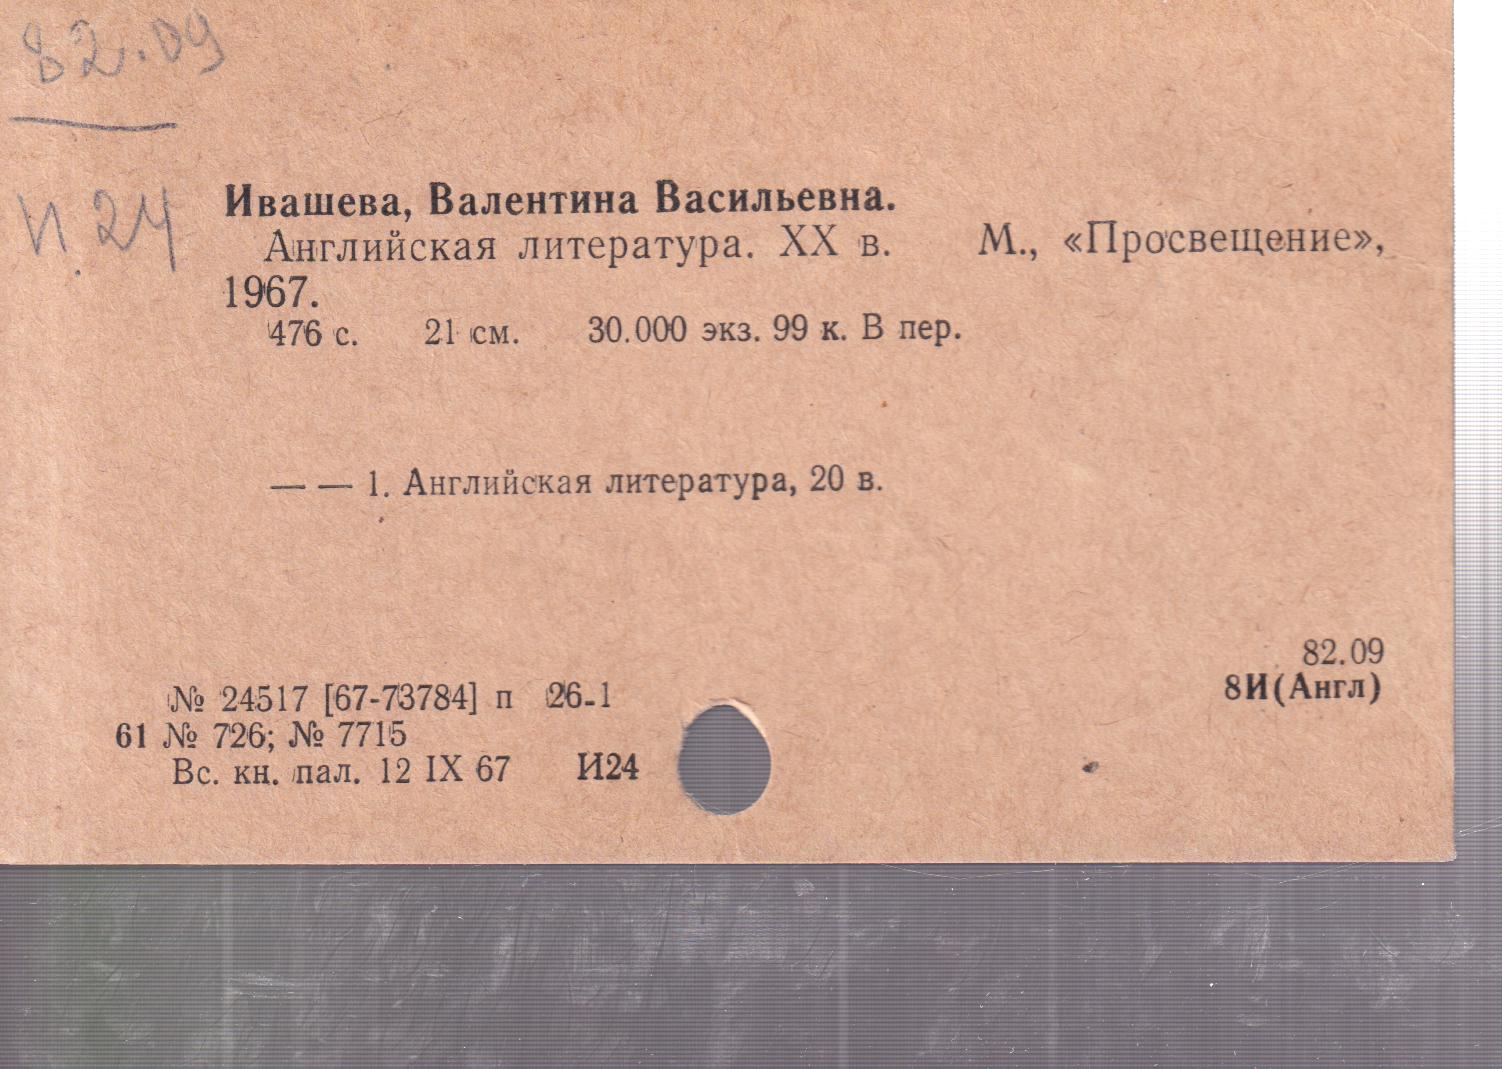 82.09
И.24
Ивашева, Валентина Васильевна.
Английская литература. XX в. М., «Просвещение»,
1967.
476 с. 21 см. 30.000 экз. 99 к. В пер.
— — 1. Английская литература, 20 в.
82.09
8И(Англ)
№ 24517 [67-73784] п 26-1
61 № 726; № 7715
Вс. кн. пал. 12 IX 67 И24